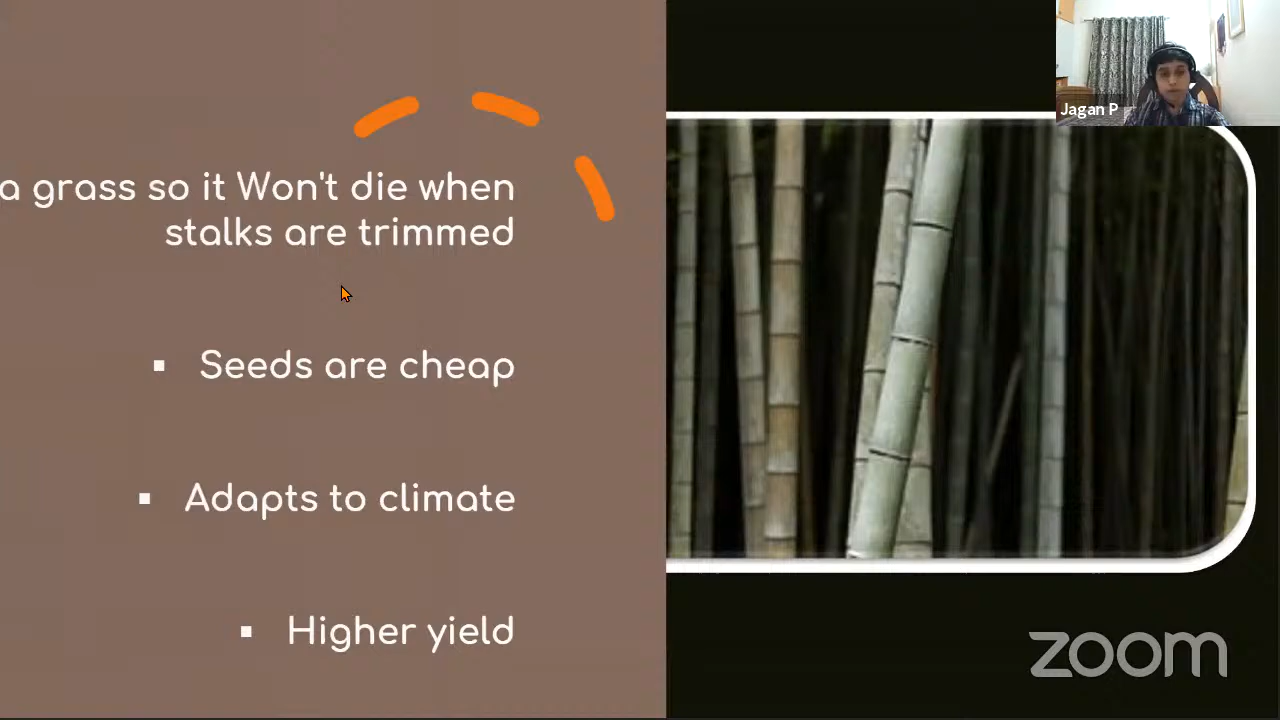 a grass so it Won't die when
stalks are trimmed
▪ Seeds are cheap
▪ Adapts to climate
▪ Higher yield
Jagan P
zoom